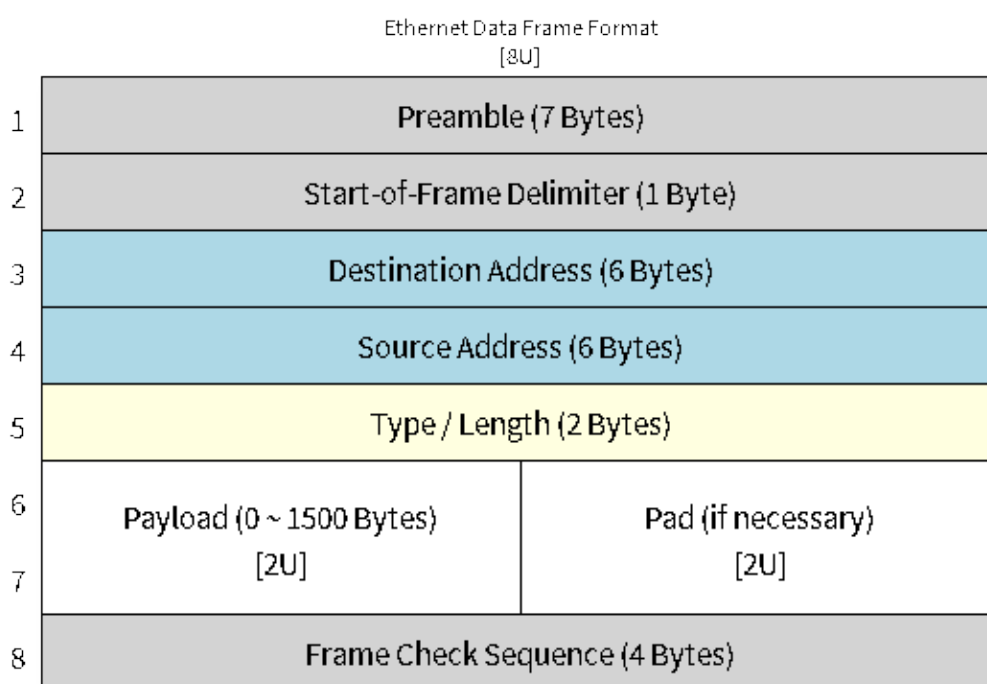 Ethernet Data Frame Format
[8U]
1
Preamble (7 Bytes)
2
Start-of-Frame Delimiter (1 Byte)
3
Destination Address (6 Bytes)
4
Source Address (6 Bytes)
5
Type / Length (2 Bytes)
6
Payload (0 ~ 1500 Bytes)
[2U]
Pad (if necessary)
[2U]
7
8
Frame Check Sequence (4 Bytes)